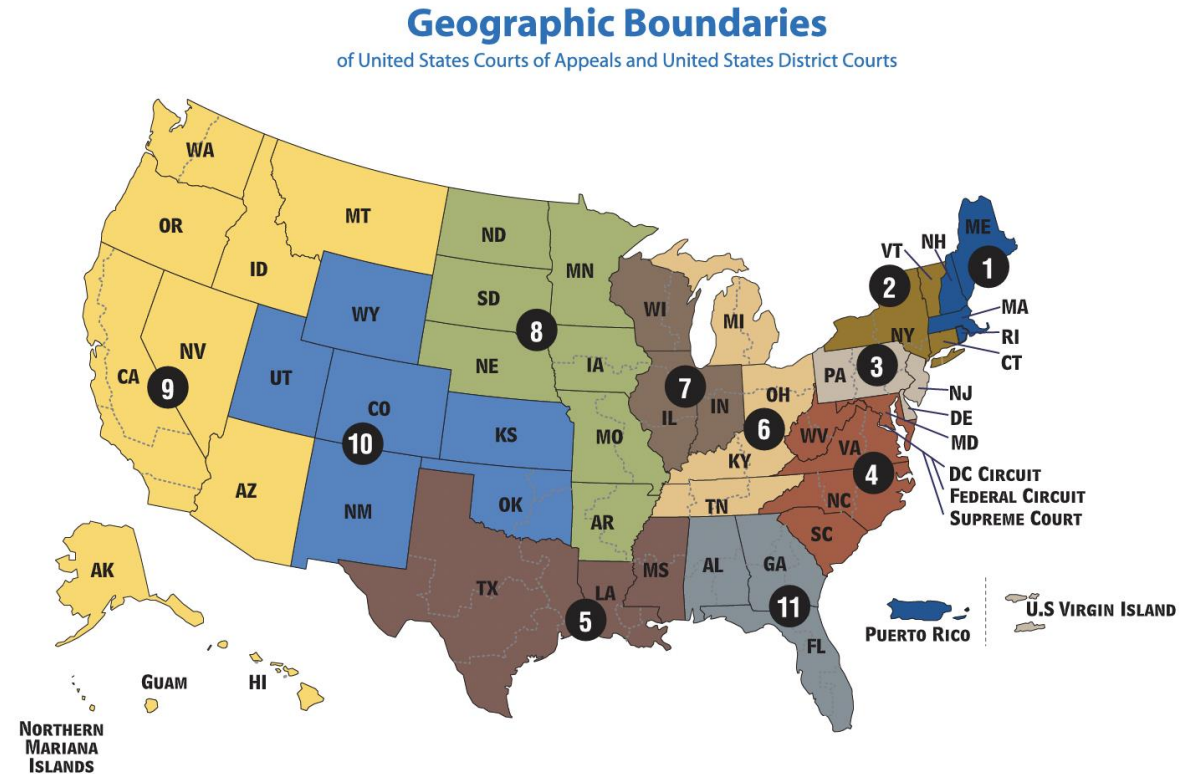 Geographic Boundaries
of United States Courts of Appeals and United States District Courts
WA
OR
ID
MT
ND
MN
SD
8
NE
IA
WY
NV
CA
9
UT
CO
10
KS
MO
AZ
NM
OK
AR
TX
LA
5
MS
AL
GA
11
FL
WI
MI
7
IL
IN
OH
6
KY
TN
WV
VA
4
NC
SC
PA
3
NY
2
VT
NH
ME
1
MA
RI
CT
NJ
DE
MD
DC CIRCUIT
FEDERAL CIRCUIT
SUPREME COURT
AK
GUAM
HI
NORTHERN
MARIANA
ISLANDS
PUERTO RICO
U.S VIRGIN ISLAND